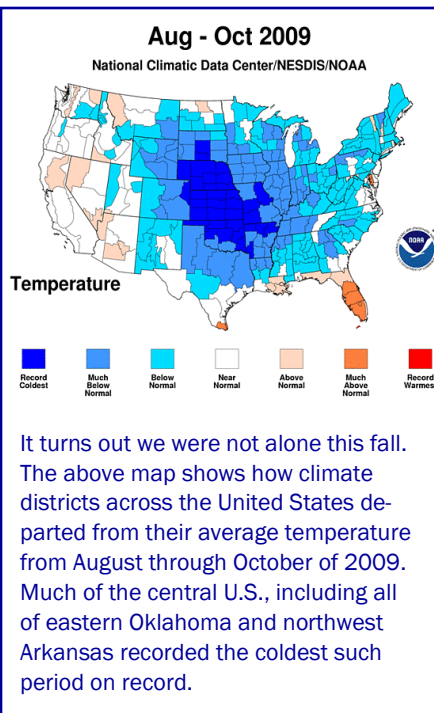 Aug - Oct 2009
National Climatic Data Center/NESDIS/NOAA
NOAA
Temperature
Record
Coldest
Much
Below
Normal
Below
Normal
Near
Normal
Above
Normal
Much
Above
Normal
Record
It turns out we were not alone this fall.
The above map shows how climate
districts across the United States de-
parted from their average temperature
from August through October of 2009.
Much of the central U.S., including all
of eastern Oklahoma and northwest
Arkansas recorded the coldest such
period on record.